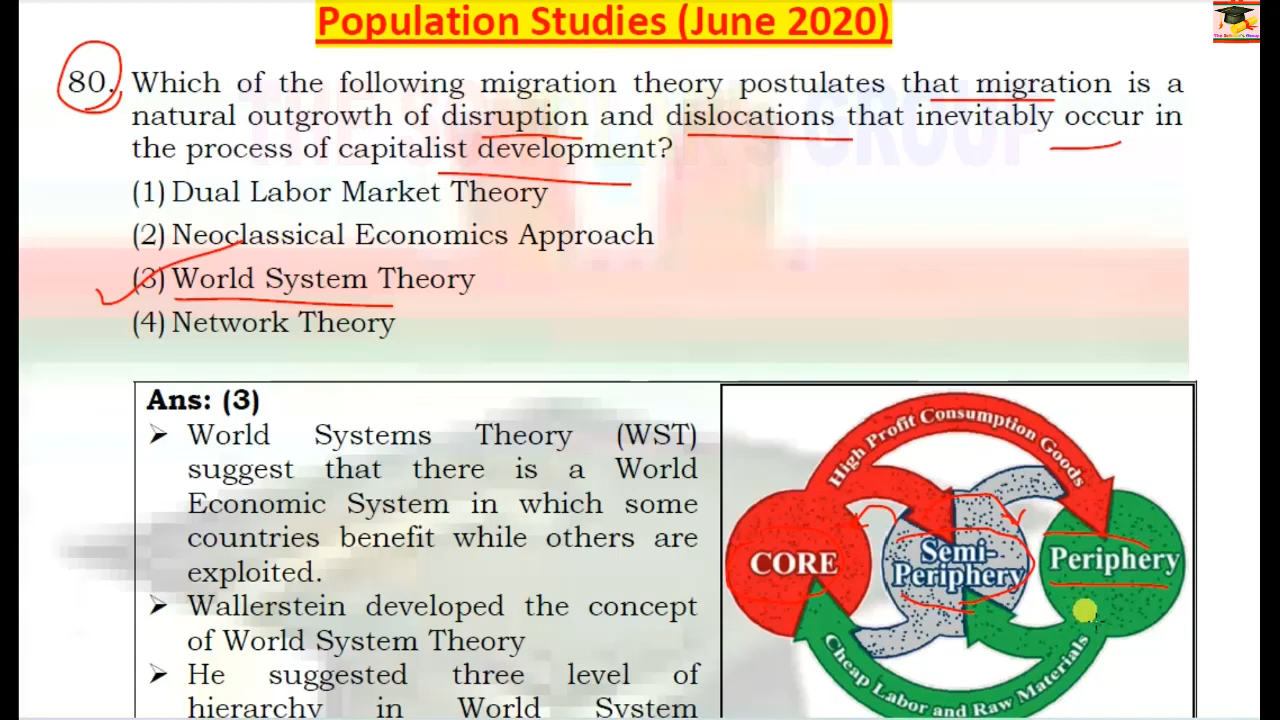 Population Studies (June 2020)
80. Which of the following migration theory postulates that migration is a
natural outgrowth of disruption and dislocations that inevitably occur in
the process of capitalist development?
(1) Dual Labor Market Theory
(2) Neoclassical Economics Approach
(3) World System Theory
(4) Network Theory
Ans: (3)
➢ World Systems Theory (WST)
suggest that there is a World
Economic System in which some
countries benefit while others are
exploited.
➢ Wallerstein developed the concept
of World System Theory
➢ He suggested three level of
hierarchy in World System
High Profit Consumption Goods
CORE
Semi-
Periphery
Periphery
Cheap Labor and Raw Materials